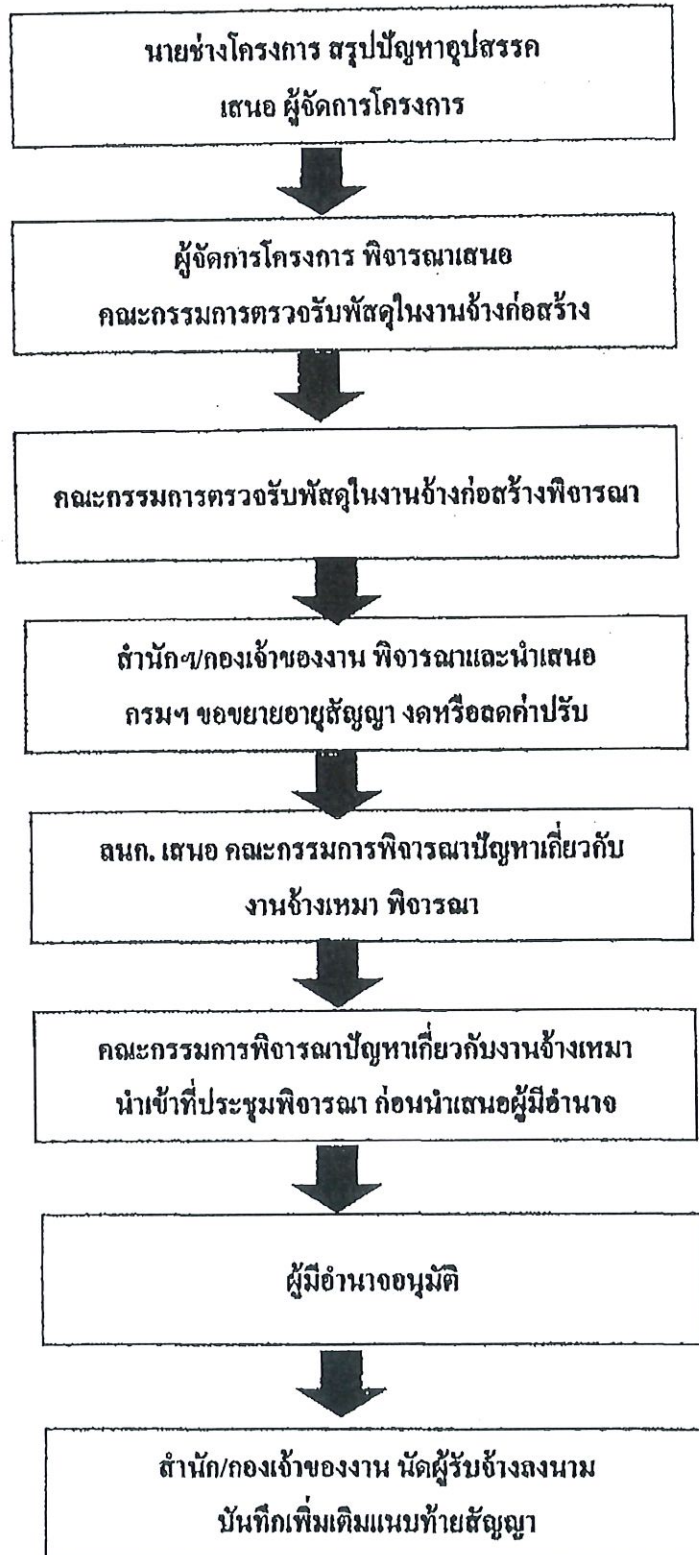 นายช่างโครงการ สรุปปัญหาอุปสรรค
เสนอ ผู้จัดการโครงการ
ผู้จัดการโครงการ พิจารณาเสนอ
คณะกรรมการตรวจรับพัสดุในงานจ้างก่อสร้าง
คณะกรรมการตรวจรับพัสดุในงานจ้างก่อสร้างพิจารณา
สำนักฯ/กองเจ้าของงาน พิจารณาและนำเสนอ
กรมฯ ขอขยายอายุสัญญา งดหรือลดค่าปรับ
ลนก. เสนอ คณะกรรมการพิจารณาปัญหาเกี่ยวกับ
งานจ้างเหมา พิจารณา
คณะกรรมการพิจารณาปัญหาเกี่ยวกับงานจ้างเหมา
นำเข้าที่ประชุมพิจารณา ก่อนนำเสนอผู้มีอำนาจ
ผู้มีอำนาจอนุมัติ
สำนัก/กองเจ้าของงาน นัดผู้รับจ้างลงนาม
บันทึกเพิ่มเติมแนบท้ายสัญญา